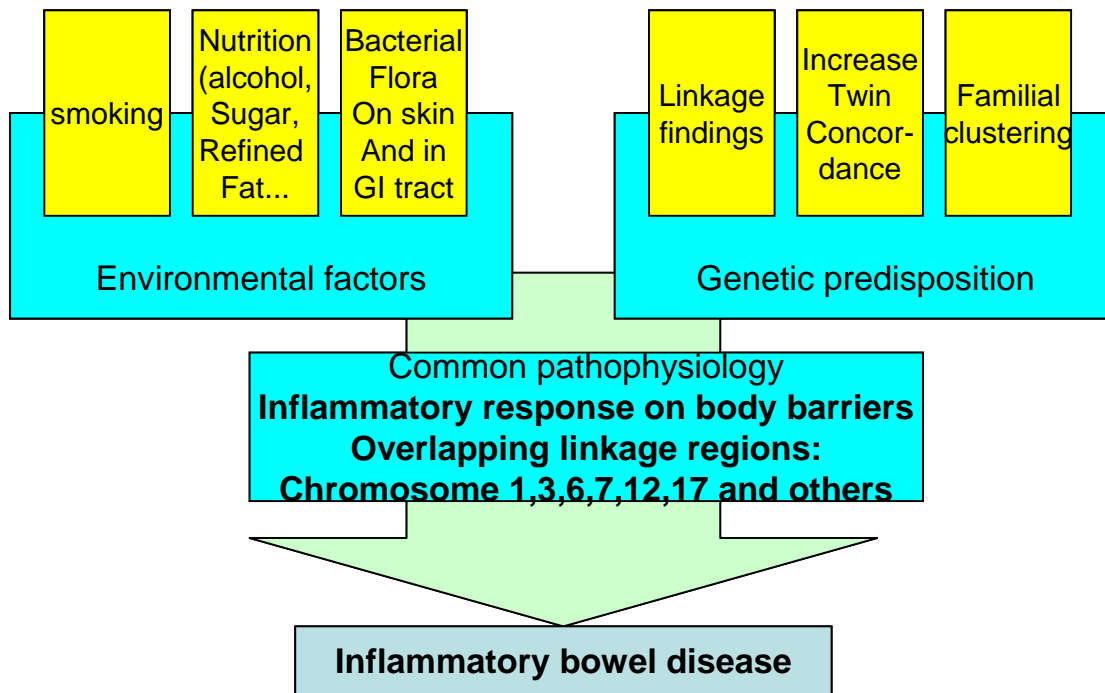 smoking
Nutrition
(alcohol,
Sugar,
Refined
Fat...
Bacterial
Flora
On skin
And in
GI tract
Environmental factors
Linkage
findings
Increase
Twin
Concor-
dance
Familial
clustering
Genetic predisposition
Common pathophysiology
Inflammatory response on body barriers
Overlapping linkage regions:
Chromosome 1,3,6,7,12,17 and others
Inflammatory bowel disease